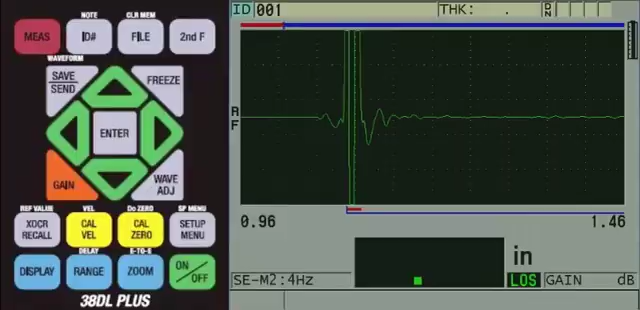 NOTE CLR MEM
MEAS ID# FILE 2nd F
WAVEFORM
SAVE
SEND
FREEZE
ENTER
GAIN
WAVE
ADJ
REF VALUE VEL Do ZERO SP MENU
XDCR
RECALL
CAL
VEL
CAL
ZERO
SETUP
MENU
DELAY E-TO-E
DISPLAY RANGE ZOOM ON/OFF
38DL PLUS
ID 001 THK: .
R
F
0.96 1.46
in
SE-M2:4Hz LOS GAIN dB